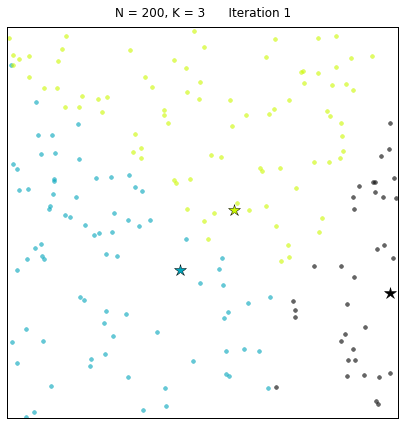 N = 200, K = 3      Iteration 1